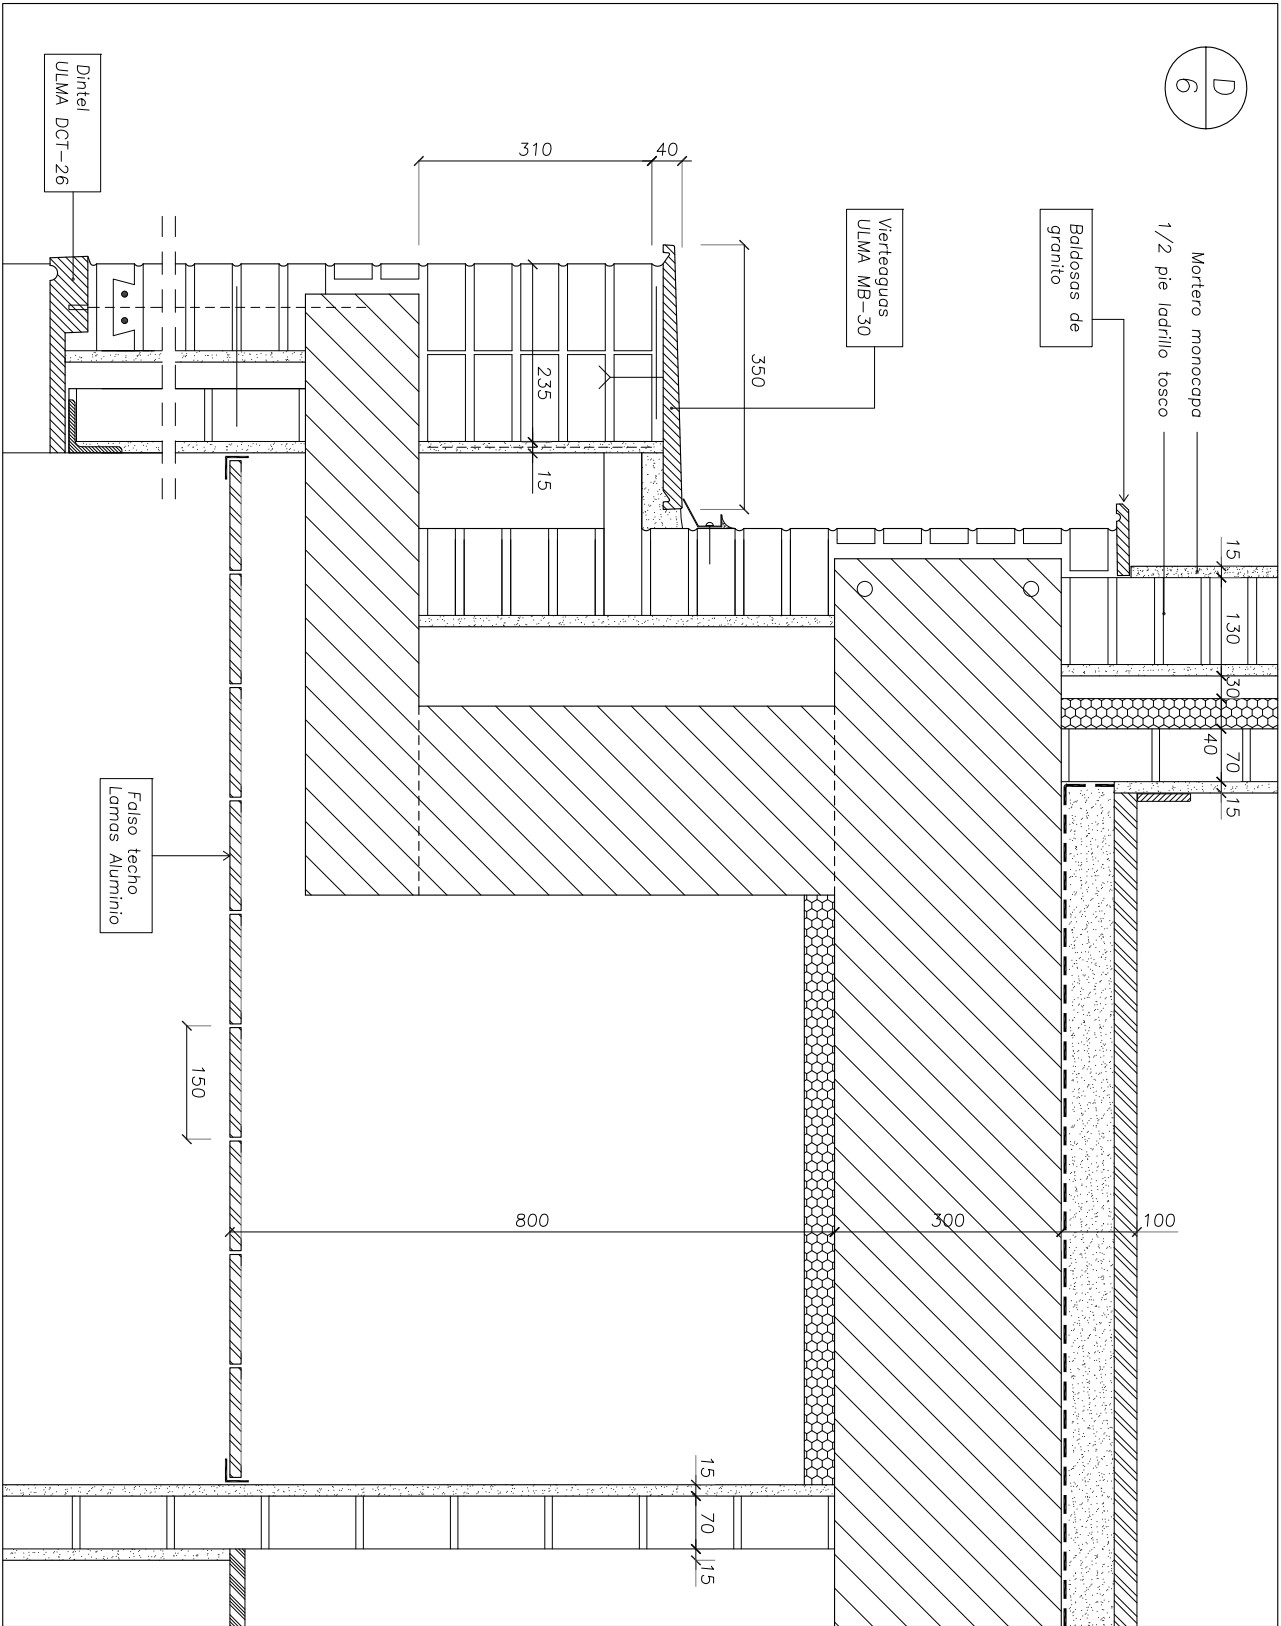 D
6
Mortero monocapa
1/2 pie ladrillo tosco
Baldosas de
granito
Vierteaguas
ULMA MB-30
Dintel
ULMA DCT-26
Falso techo
Lamas Aluminio
15
130
30
40
70
15
350
40
310
235
15
100
300
800
150
15
70
15